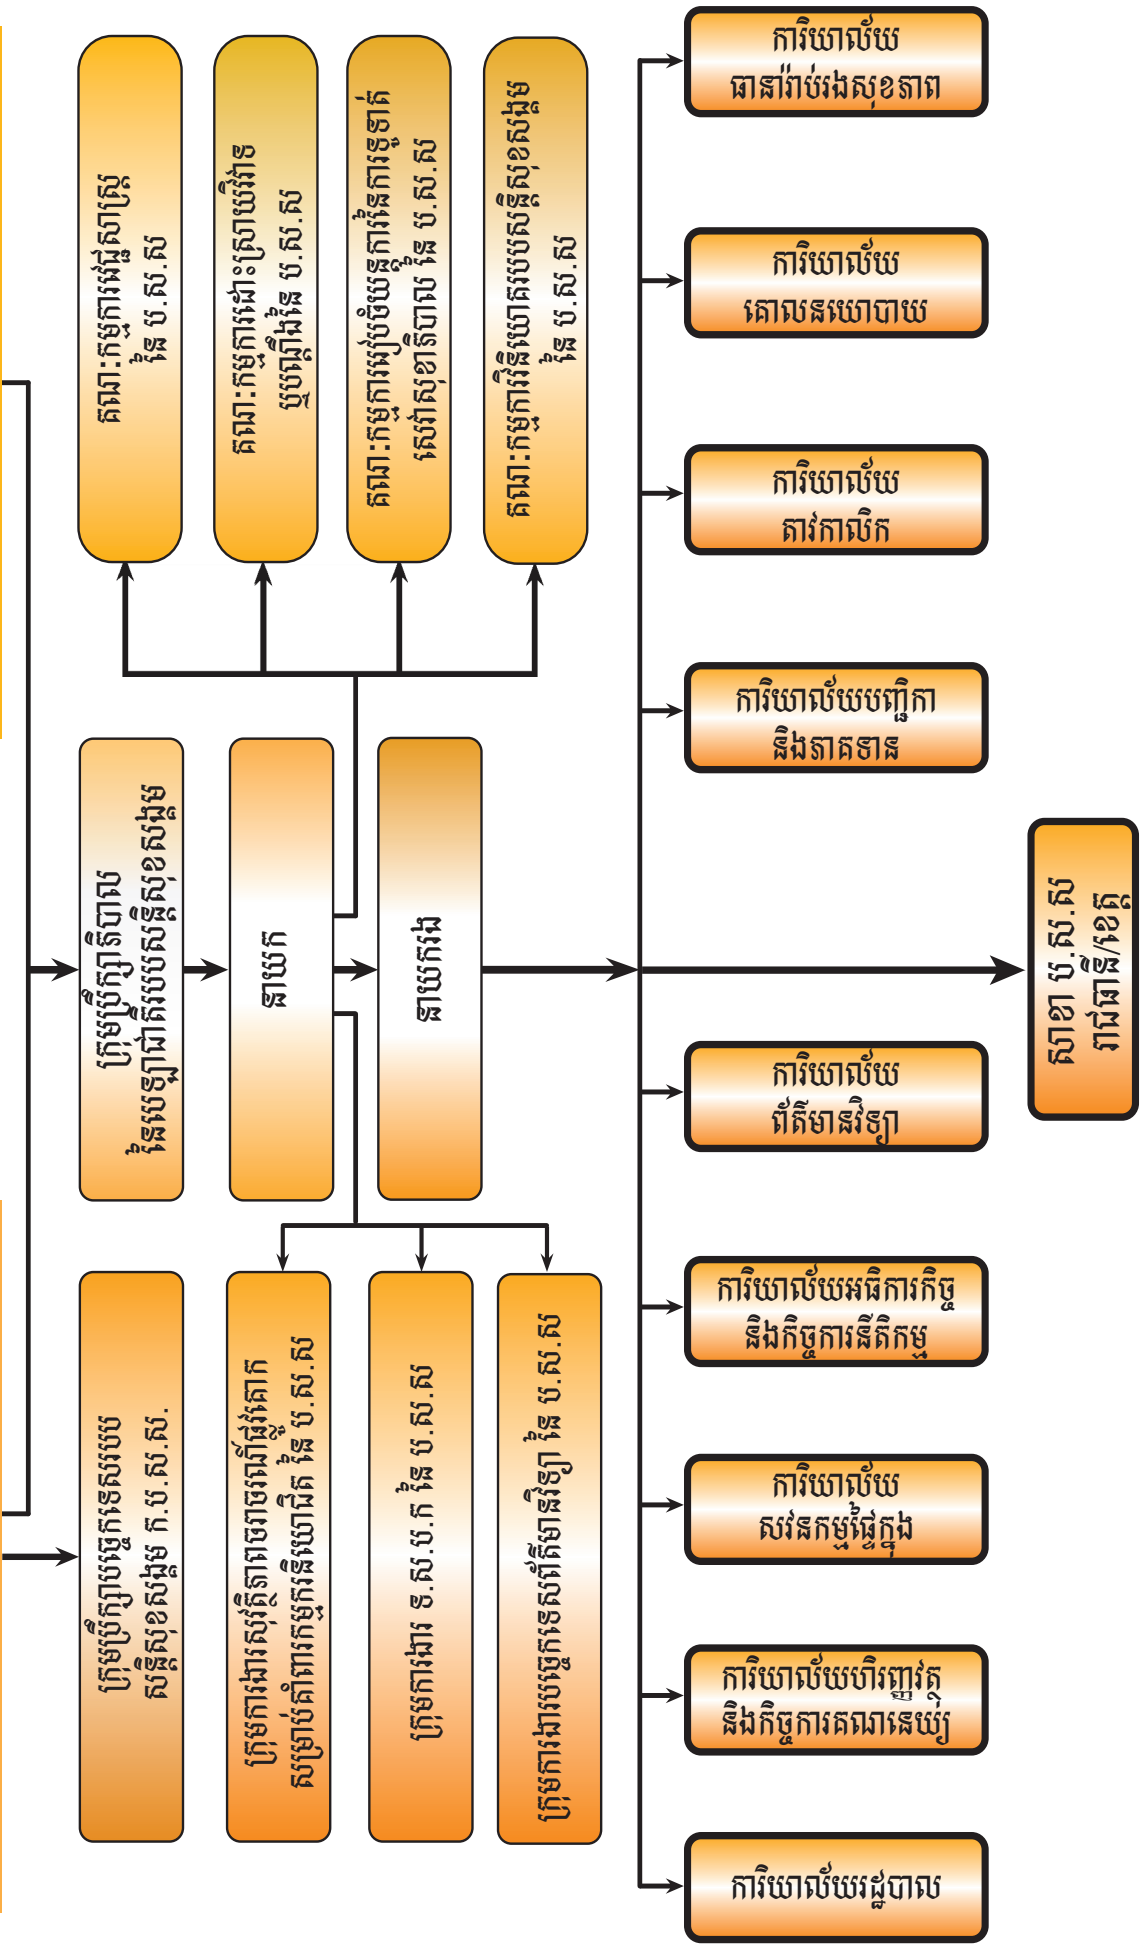 គណៈកម្មការវេជ្ជសាស្ត្រ
នៃ ប.ស.ស
គណៈកម្មការដោះស្រាយវិវាទ
ឬបណ្តឹងនៃ ប.ស.ស
គណៈកម្មការរៀបចំយន្តការនៃការទូទាត់
សេវាសុខាភិបាល នៃ ប.ស.ស
គណៈកម្មការវិនិយោគរបបសន្តិសុខសង្គម
នៃ ប.ស.ស
ក្រុមប្រឹក្សាភិបាល
នៃបេឡាជាតិរបបសន្តិសុខសង្គម
នាយក
នាយករង
ក្រុមប្រឹក្សាបច្ចេកទេសរបប
សន្តិសុខសង្គម ក.ប.ស.ស.
ក្រុមការងារសុវត្ថិភាពចរាចរណ៍ផ្លូវគោក
សម្រាប់គាំពារកម្មករនិយោជិត នៃ ប.ស.ស
ក្រុមការងារ ទ.ស.ប.ក នៃ ប.ស.ស
ក្រុមការងារបច្ចេកទេសព័ត៌មានវិទ្យា នៃ ប.ស.ស
ការិយាល័យ
ធានារ៉ាប់រងសុខភាព
ការិយាល័យ
គោលនយោបាយ
ការិយាល័យ
តាវកាលិក
ការិយាល័យបញ្ជិកា
និងភាគទាន
ការិយាល័យ
ព័ត៌មានវិទ្យា
ការិយាល័យអធិការកិច្ច
និងកិច្ចការនីតិកម្ម
ការិយាល័យ
សវនកម្មផ្ទៃក្នុង
ការិយាល័យហិរញ្ញវត្ថុ
និងកិច្ចការគណនេយ្យ
ការិយាល័យរដ្ឋបាល
សាខា ប.ស.ស
រាជធានី/ខេត្ត